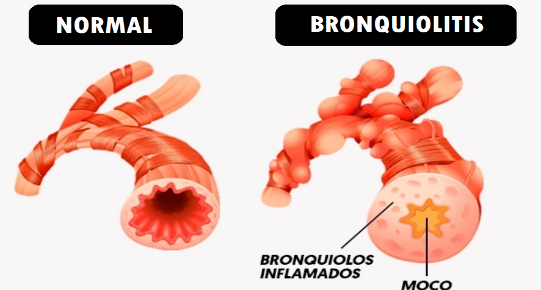 NORMAL
BRONQUIOLITIS
BRONQUIOLOS
INFLAMADOS
MOCO